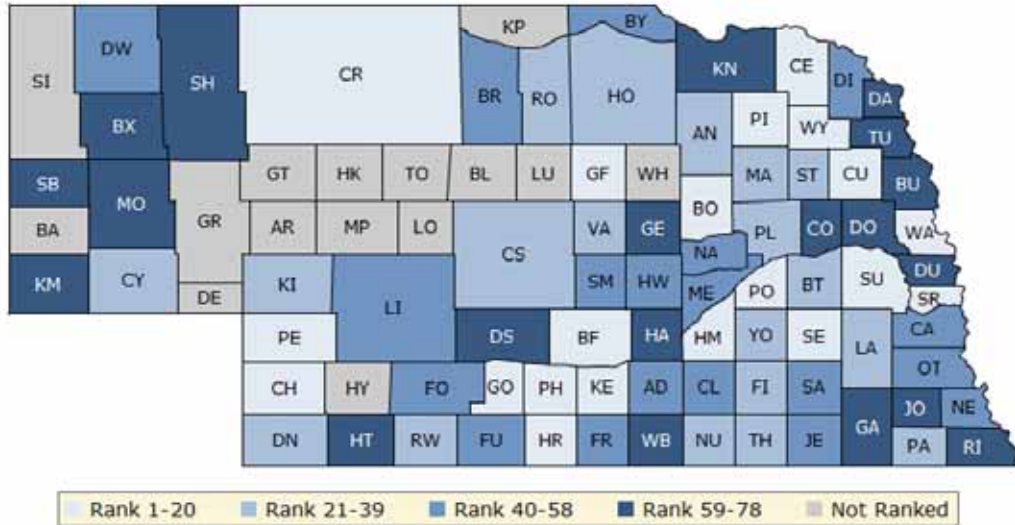 KP BY
DW
SI SH CR BR RO HO KN CE DI DA
BX AN PI WY TU
SB MO GT HK TO BL LU GF WH MA ST CU BU
BA GR AR MP LO CS VA GE BO PL CO DO WA
KM CY DE KI LI SM HW NA ME PO BT SU DU SR
PE DS BF HA HM YO SE LA CA
CH HY FO GO PH KE AD CL FI SA OT
DN HT RW FU HR FR WB NU TH JE GA JO NE PA RI
Rank 1-20 Rank 21-39 Rank 40-58 Rank 59-78 Not Ranked